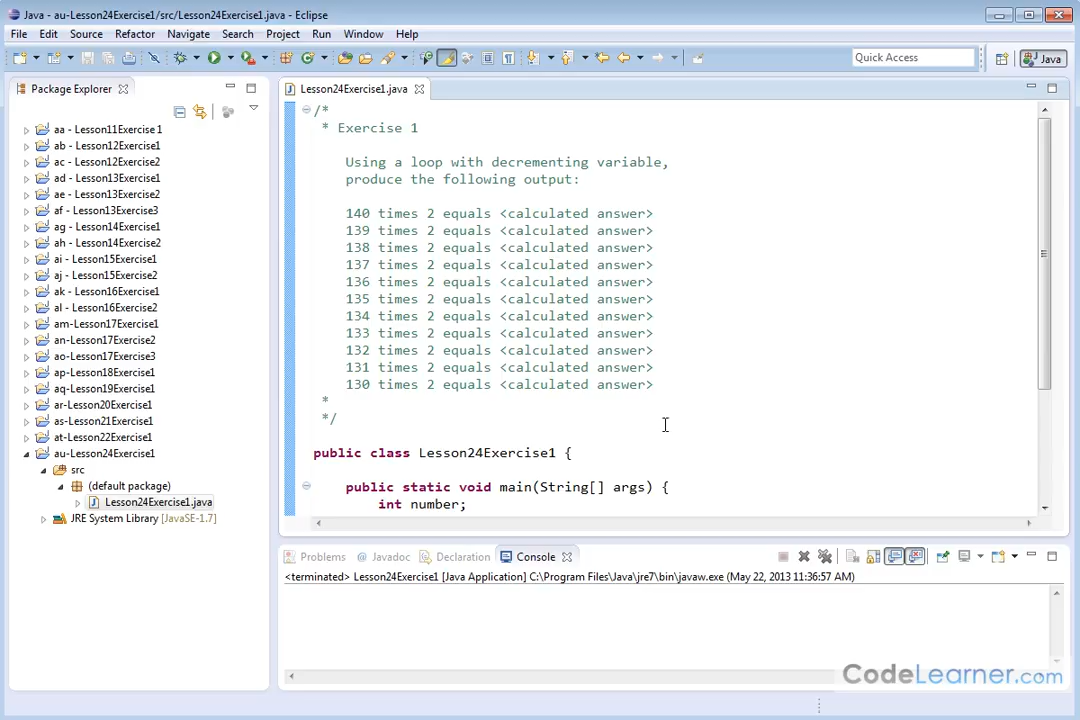 Java - au-Lesson24Exercise1/src/Lesson24Exercise1.java - Eclipse
File Edit Source Refactor Navigate Search Project Run Window Help
Quick Access
Java
Package Explorer
aa - Lesson11Exercise1
ab - Lesson12Exercise1
ac - Lesson12Exercise2
ad - Lesson13Exercise1
ae - Lesson13Exercise2
af - Lesson13Exercise3
ag - Lesson14Exercise1
ah - Lesson14Exercise2
ai - Lesson15Exercise1
aj - Lesson15Exercise2
ak - Lesson16Exercise1
al - Lesson16Exercise2
am-Lesson17Exercise1
an-Lesson17Exercise2
ao-Lesson17Exercise3
ap-Lesson18Exercise1
aq-Lesson19Exercise1
ar-Lesson20Exercise1
as-Lesson21Exercise1
at-Lesson22Exercise1
au-Lesson24Exercise1
src
(default package)
Lesson24Exercise1.java
JRE System Library [JavaSE-1.7]
Lesson24Exercise1.java
/*
* Exercise 1
Using a loop with decrementing variable,
produce the following output:
140 times 2 equals <calculated answer>
139 times 2 equals <calculated answer>
138 times 2 equals <calculated answer>
137 times 2 equals <calculated answer>
136 times 2 equals <calculated answer>
135 times 2 equals <calculated answer>
134 times 2 equals <calculated answer>
133 times 2 equals <calculated answer>
132 times 2 equals <calculated answer>
131 times 2 equals <calculated answer>
130 times 2 equals <calculated answer>
*
*/
public class Lesson24Exercise1 {
public static void main(String[] args) {
int number;
Problems Javadoc Declaration Console
<terminated> Lesson24Exercise1 [Java Application] C:\Program Files\Java\jre7\bin\javaw.exe (May 22, 2013 11:36:57 AM)
CodeLearner.com